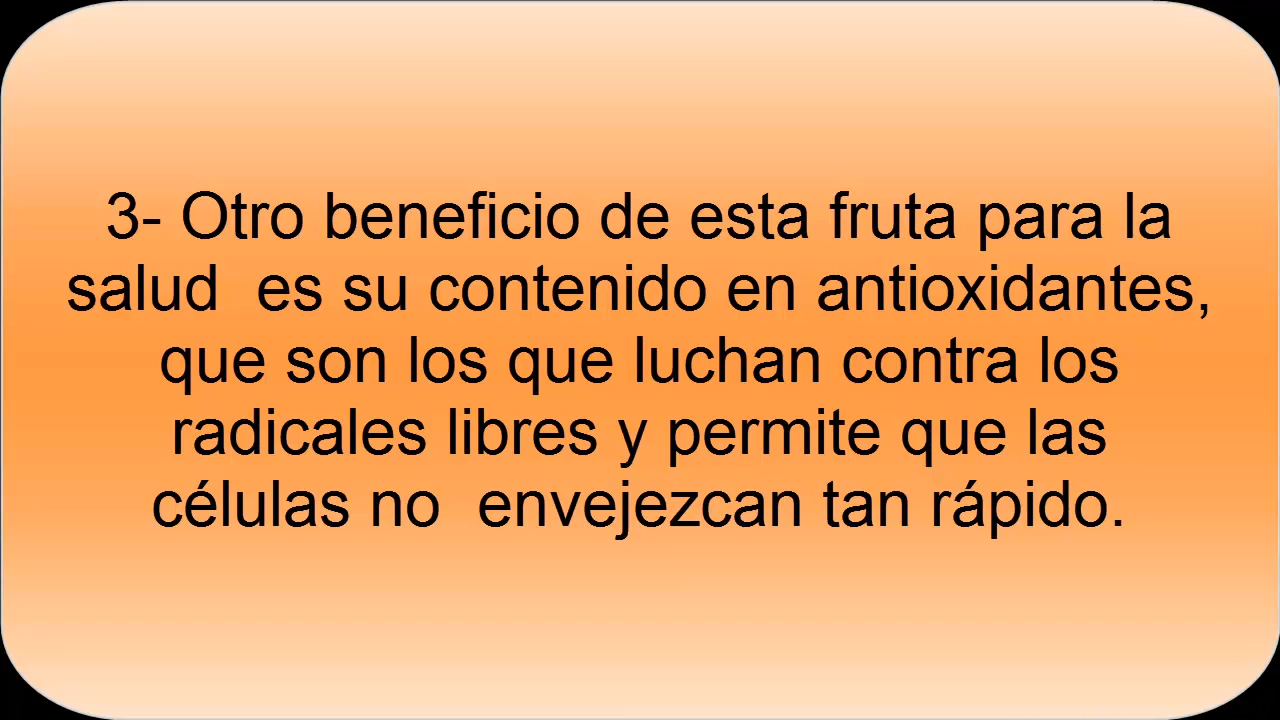 3- Otro beneficio de esta fruta para la
salud  es su contenido en antioxidantes,
que son los que luchan contra los
radicales libres y permite que las
células no  envejezcan tan rápido.